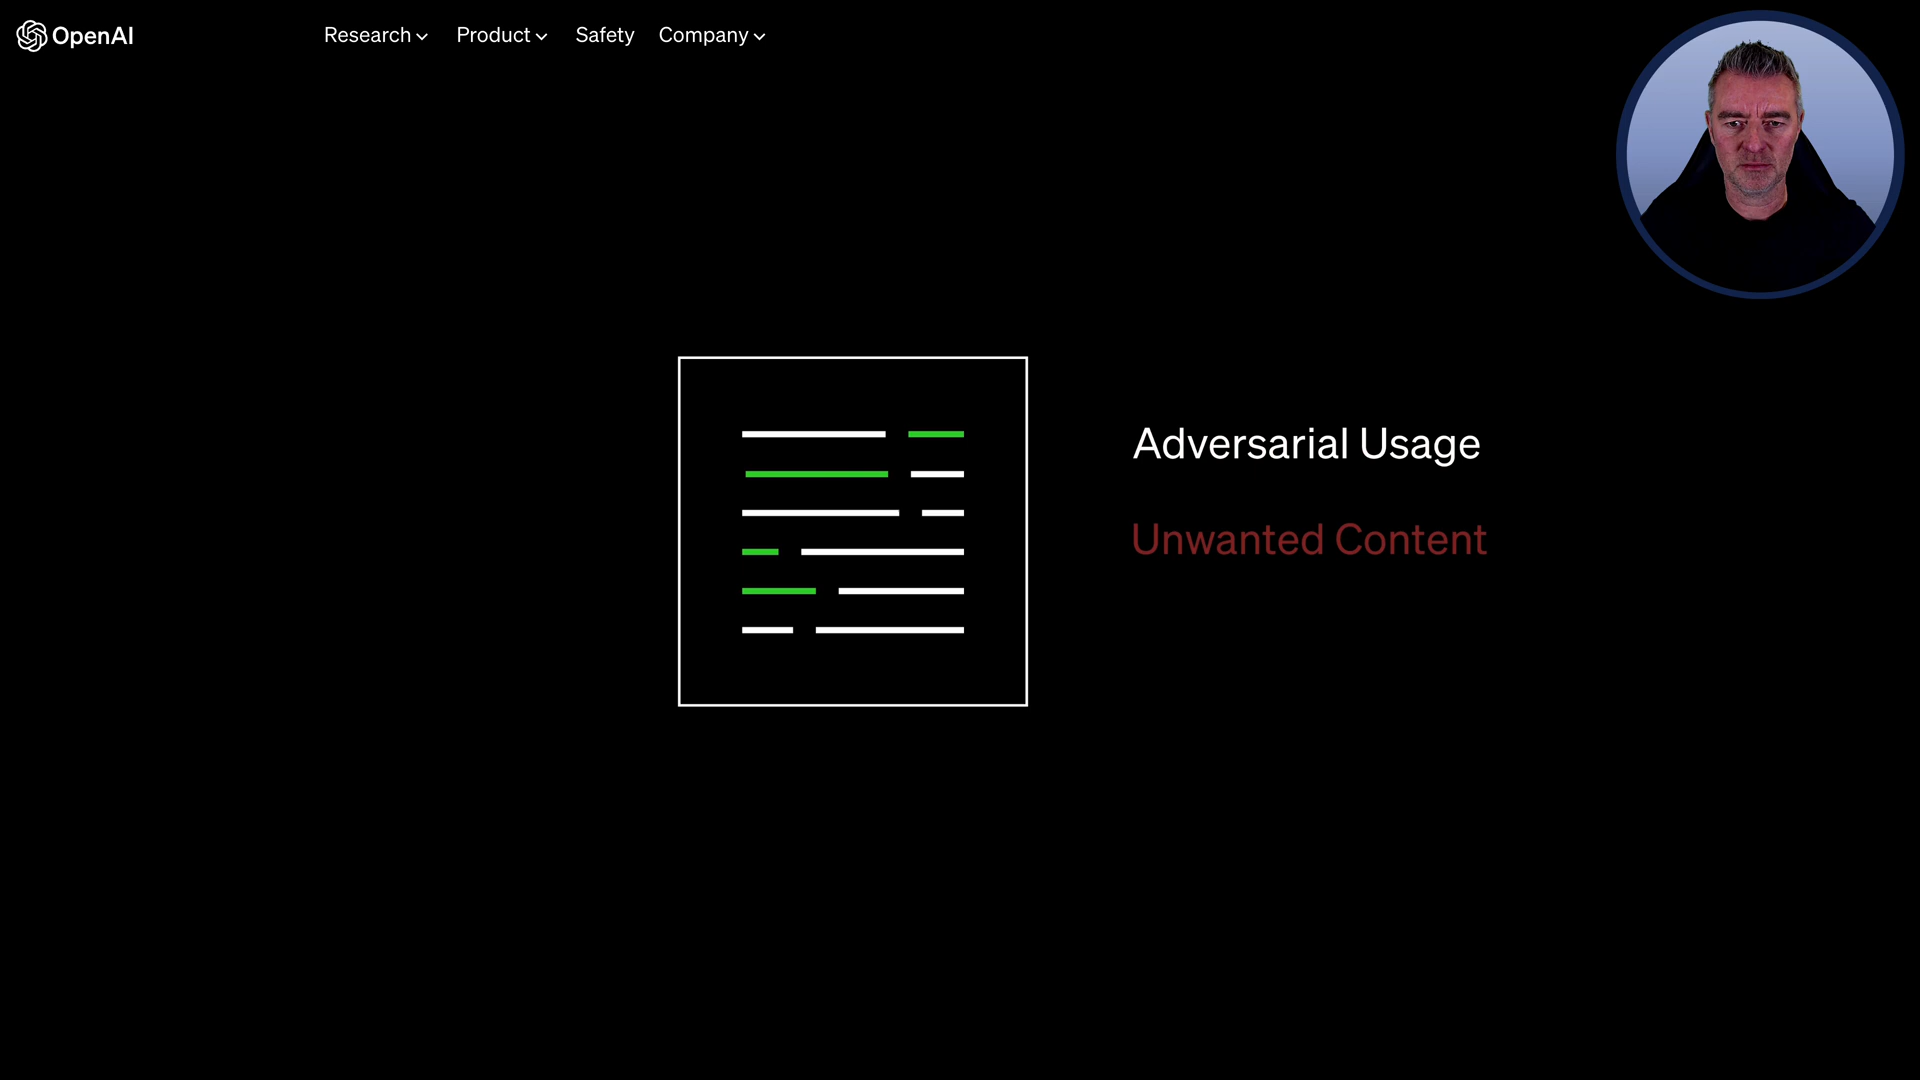 OpenAI
Research Product Safety Company
Adversarial Usage
Unwanted Content